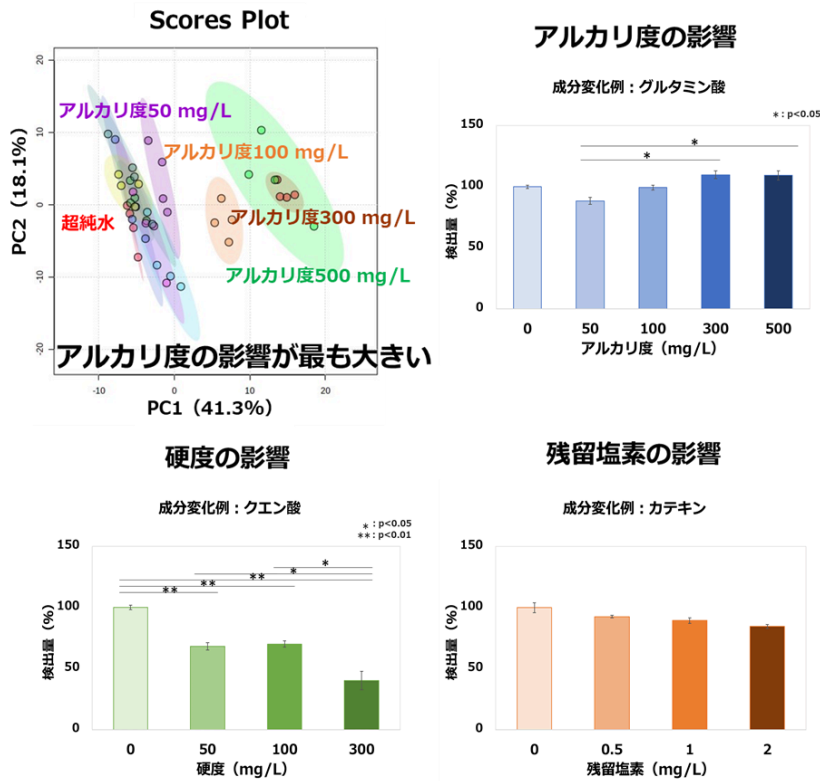 Scores Plot
20
10
0
-10
-20
PC2 (18.1%)
アルカリ度50 mg/L
アルカリ度100 mg/L
超純水
アルカリ度300 mg/L
アルカリ度500 mg/L
アルカリ度の影響が最も大きい
-10
0
10
20
PC1 (41.3%)
アルカリ度の影響
成分変化例：グルタミン酸
＊: p<0.05
150
100
50
0
検出量 (%)
*
*
0 50 100 300 500
アルカリ度（mg/L）
硬度の影響
成分変化例：クエン酸
＊: p<0.05
＊＊: p<0.01
150
100
50
0
検出量 (%)
*
*
**
**
**
0 50 100 300
硬度（mg/L）
残留塩素の影響
成分変化例：カテキン
150
100
50
0
検出量 (%)
0 0.5 1 2
残留塩素（mg/L）